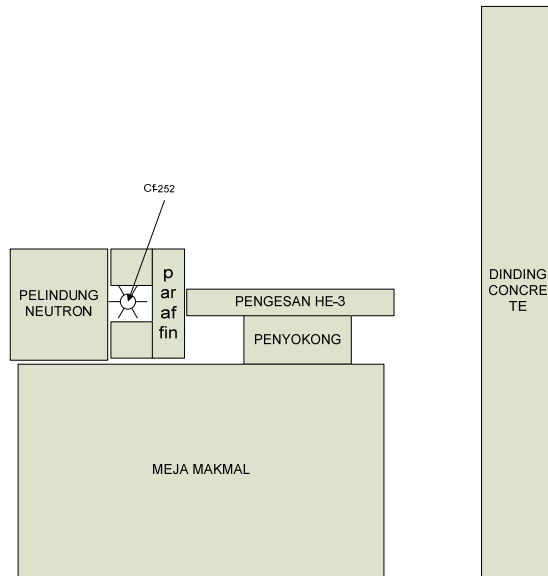 Cf-252
PELINDUNG
NEUTRON
p
ar
af
fin
PENGESAN HE-3
PENYOKONG
MEJA MAKMAL
DINDING
CONCRE
TE